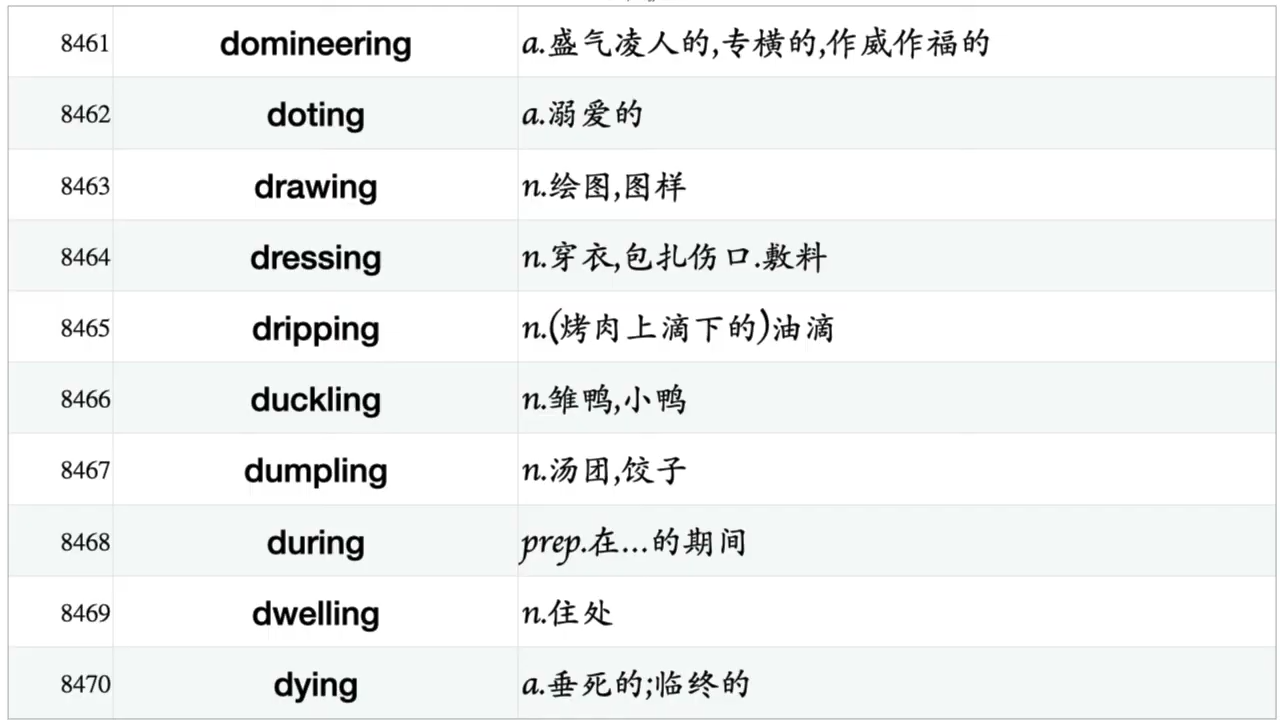 8461 domineering a.盛气凌人的,专横的,作威作福的
8462 doting a.溺爱的
8463 drawing n.绘图,图样
8464 dressing n.穿衣,包扎伤口.敷料
8465 dripping n.(烤肉上滴下的)油滴
8466 duckling n.雏鸭,小鸭
8467 dumpling n.汤团,饺子
8468 during prep.在…的期间
8469 dwelling n.住处
8470 dying a.垂死的;临终的